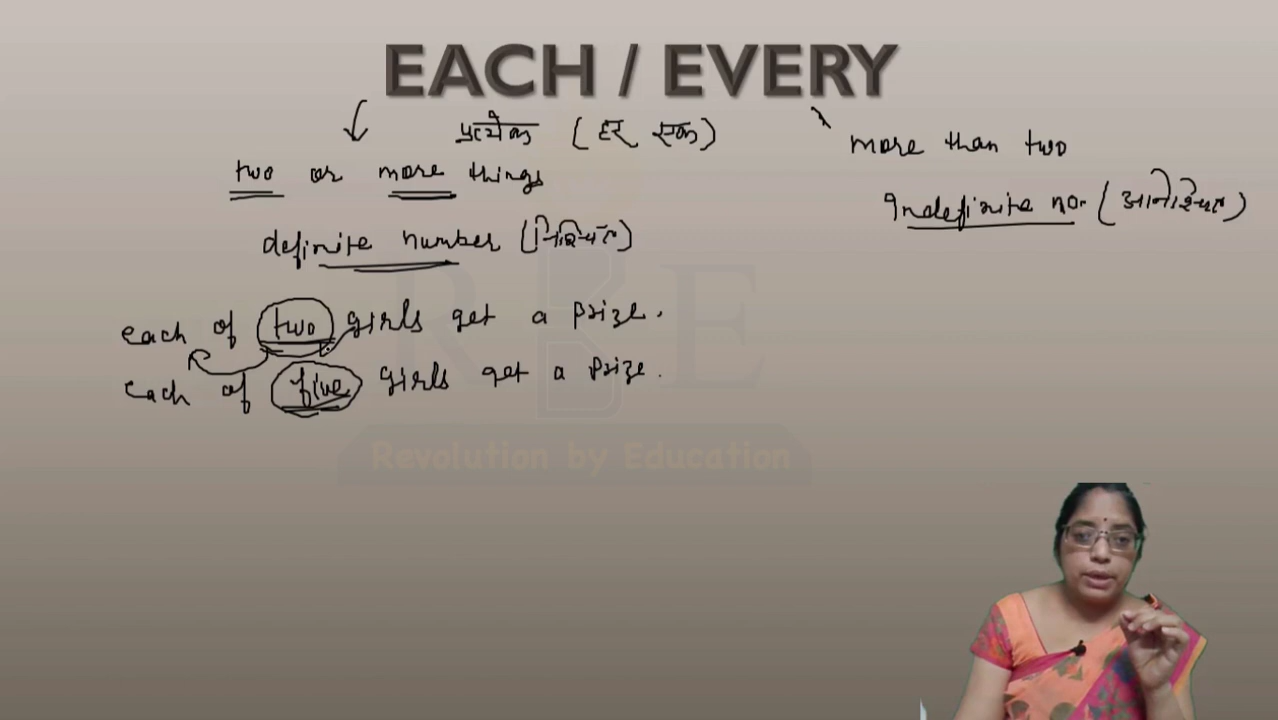 EACH / EVERY
प्रत्येक (हर एक)
two or more things
definite number (निश्चित)
each of two girls get a prize.
each of five girls get a prize.
more than two
Indefinite no. (अनिश्चित)
RBE
Revolution by Education